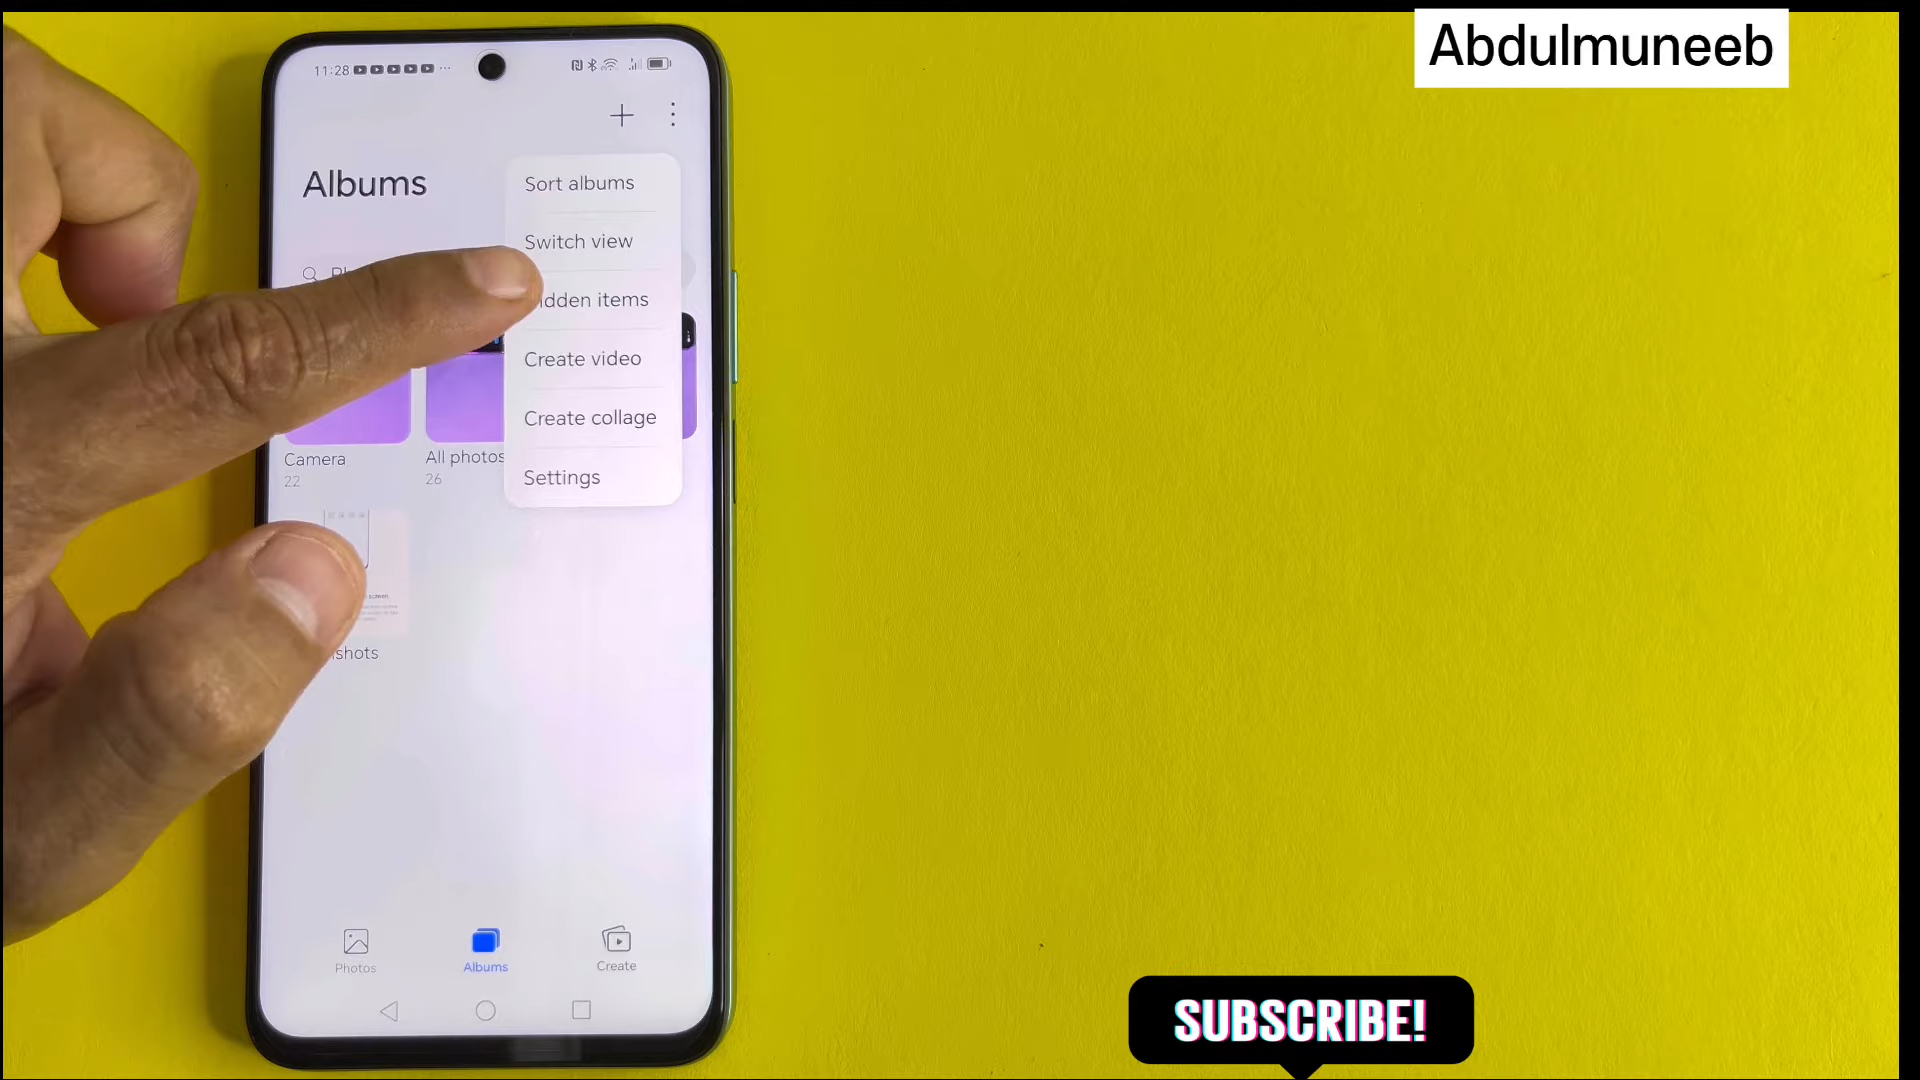 Abdulmuneeb
11:28
Albums
Sort albums
Switch view
idden items
Create video
Create collage
Settings
Camera
22
All photos
26
shots
Photos
Albums
Create
SUBSCRIBE!